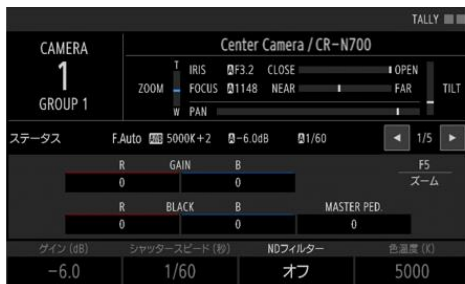 TALLY
CAMERA
1
GROUP 1
Center Camera / CR-N700
ZOOM T W
IRIS A F3.2 CLOSE OPEN
FOCUS A 1148 NEAR FAR
PAN
TILT
ステータス F.Auto AWB 5000K+2 A -6.0dB A 1/60 ◀ 1/5 ▶
R GAIN B
0 0
F5
ズーム
R BLACK B MASTER PED.
0 0 0
ゲイン (dB) シャッタースピード (秒) NDフィルター 色温度 (K)
-6.0 1/60 オフ 5000